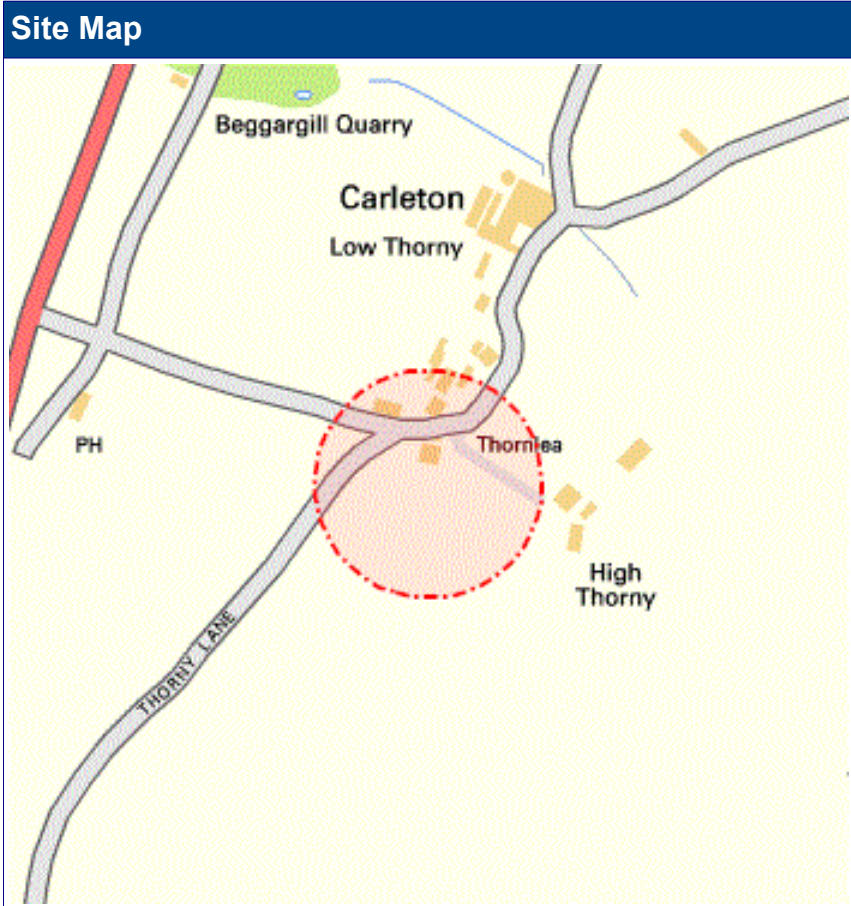 Site Map
Beggargill Quarry
Carleton
Low Thorny
PH
Thornlea
High
Thorny
THORNY LANE